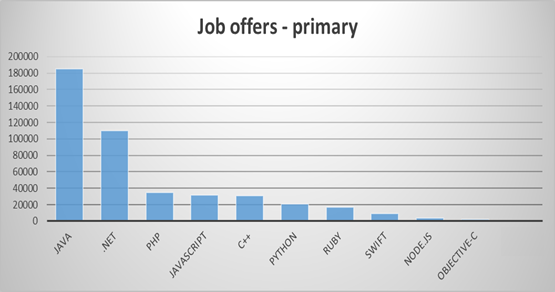 Job offers - primary
200000
180000
160000
140000
120000
100000
80000
60000
40000
20000
0
JAVA
.NET
PHP
JAVASCRIPT
C++
PYTHON
RUBY
SWIFT
NODE.JS
OBJECTIVE-C